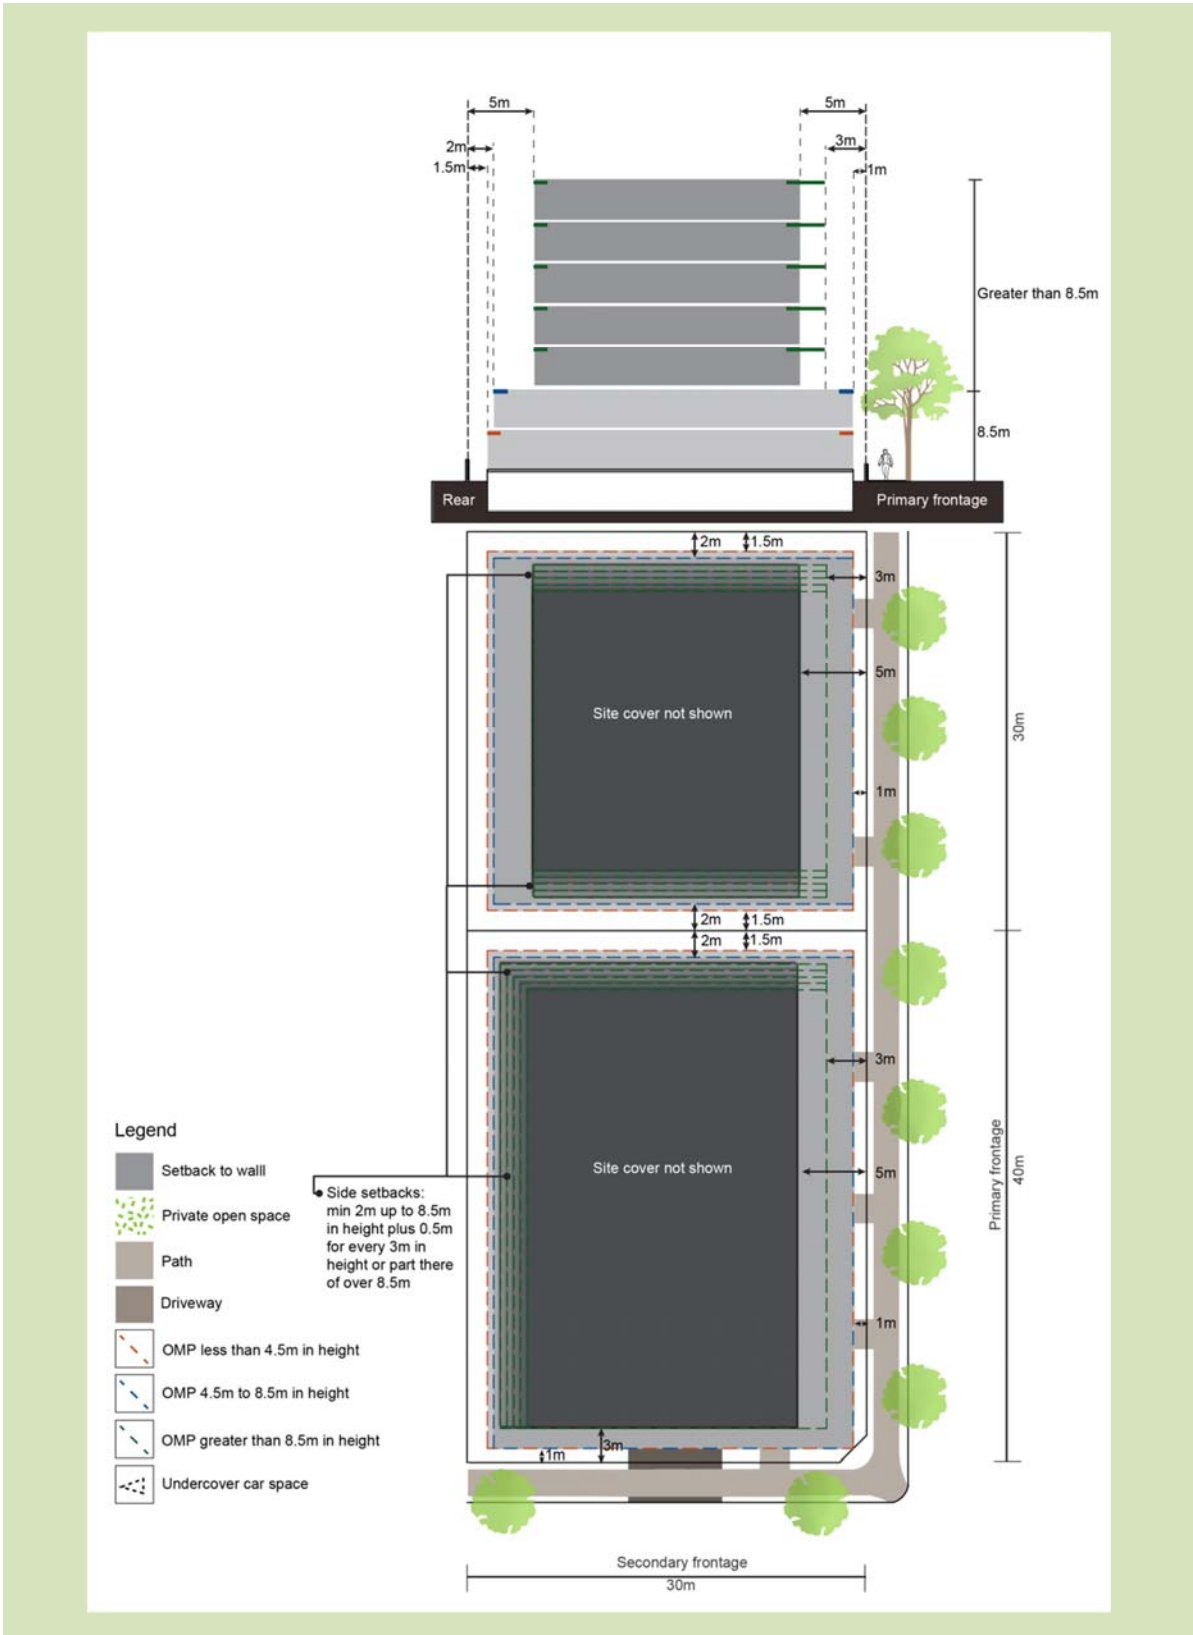 5m
5m
2m
3m
1.5m
1m
Greater than 8.5m
8.5m
Rear
Primary frontage
2m
1.5m
3m
5m
Site cover not shown
30m
1m
2m
1.5m
2m
1.5m
3m
Primary frontage
40m
Site cover not shown
5m
1m
3m
1m
Legend
Setback to walll
Private open space
Path
Driveway
OMP less than 4.5m in height
OMP 4.5m to 8.5m in height
OMP greater than 8.5m in height
Undercover car space
Side setbacks:
min 2m up to 8.5m
in height plus 0.5m
for every 3m in
height or part there
of over 8.5m
Secondary frontage
30m